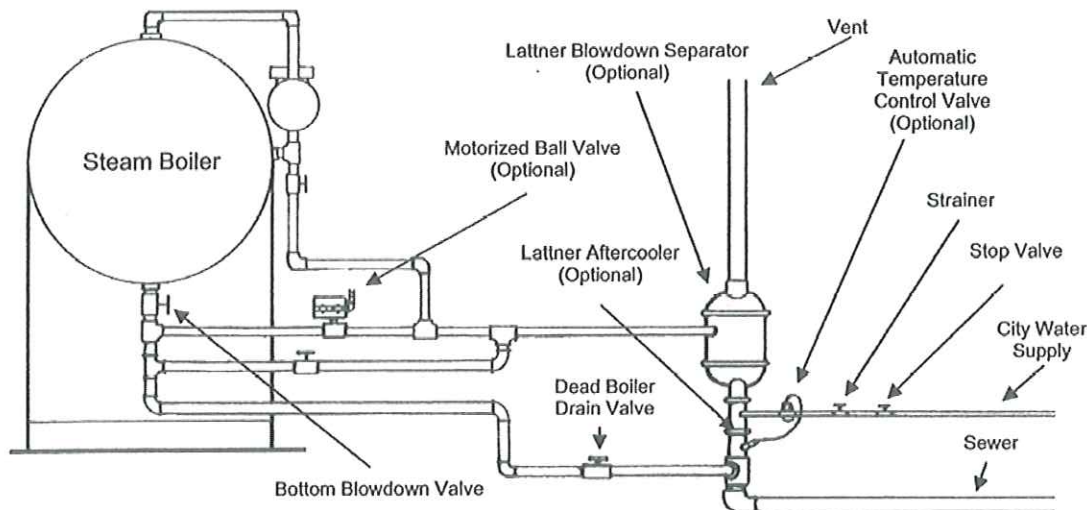 Vent
Lattner Blowdown Separator
(Optional)
Automatic
Temperature
Control Valve
(Optional)
Steam Boiler
Motorized Ball Valve
(Optional)
Strainer
Lattner Aftercooler
(Optional)
Stop Valve
City Water
Supply
Dead Boiler
Drain Valve
Sewer
Bottom Blowdown Valve